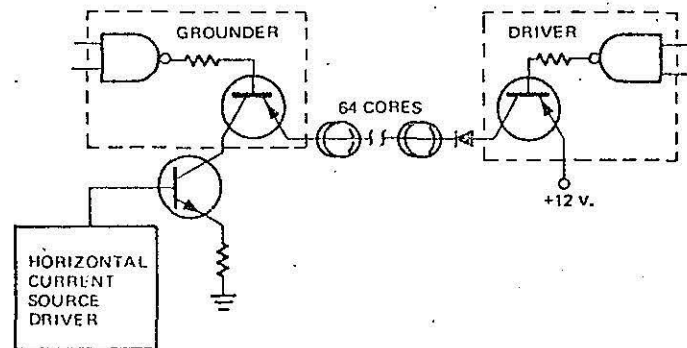 GROUNDER
DRIVER
64 CORES
+12 V.
HORIZONTAL
CURRENT
SOURCE
DRIVER